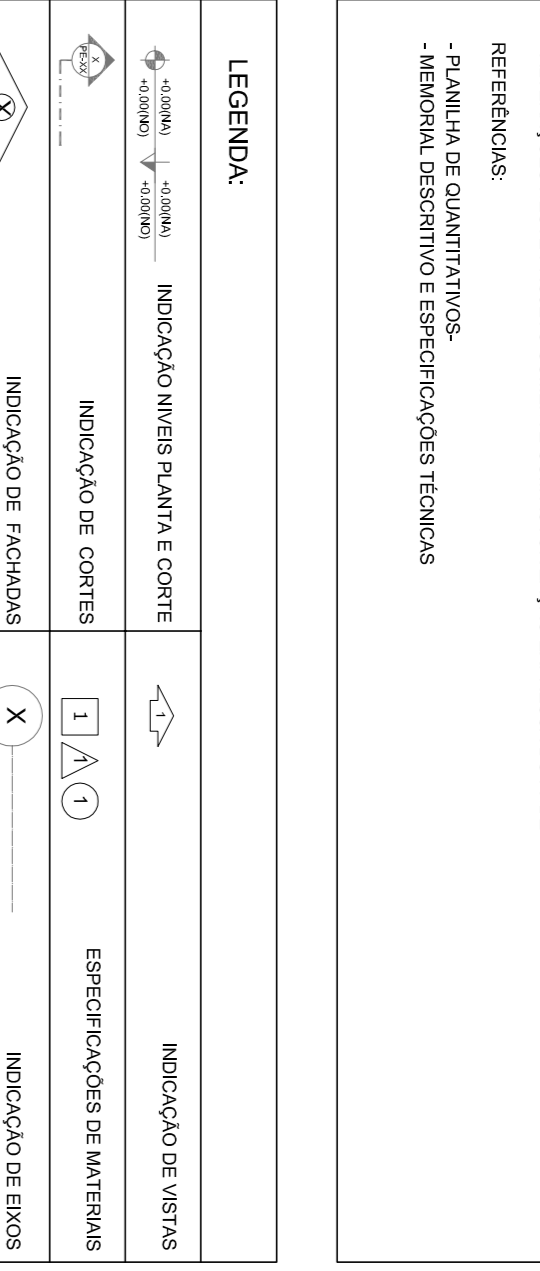 REFERÊNCIAS:
- PLANILHA DE QUANTITATIVOS-
- MEMORIAL DESCRITIVO E ESPECIFICAÇÕES TÉCNICAS
LEGENDA:
+0.00(NA) +0.00(NA)
+0.00(NO) +0.00(NO)
INDICAÇÃO NIVEIS PLANTA E CORTE
1
INDICAÇÃO DE VISTAS
X
PE-XX
INDICAÇÃO DE CORTES
1 1 1
ESPECIFICAÇÕES DE MATERIAIS
X
INDICAÇÃO DE FACHADAS
X
INDICAÇÃO DE EIXOS